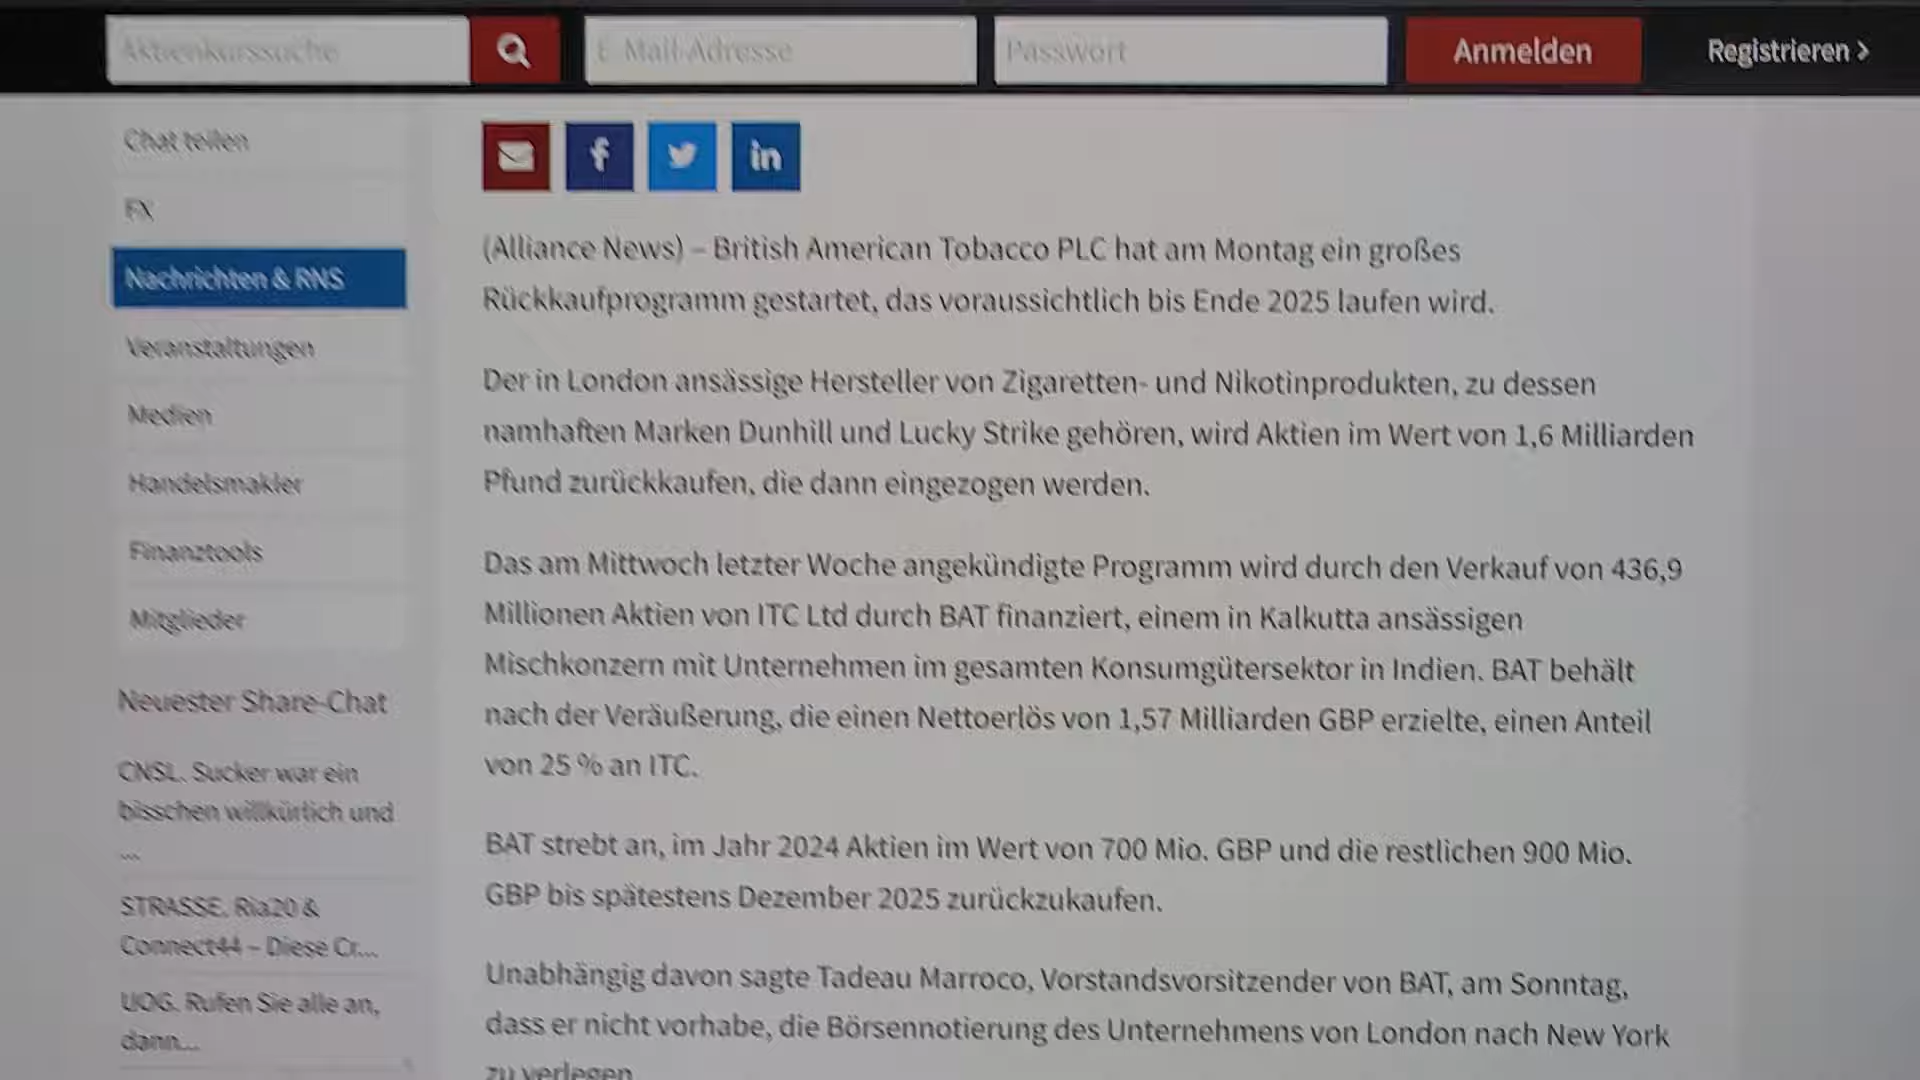 Aktienkurssuche
E-Mail-Adresse
Passwort
Anmelden
Registrieren >
Chat teilen
FX
Nachrichten & RNS
Veranstaltungen
Medien
Handelsmakler
Finanztools
Mitglieder
Neuester Share-Chat
CNSL. Sucker war ein
bisschen willkürlich und
...
STRASSE. Ria20 &
Connect44 – Diese Cr...
UOG. Rufen Sie alle an,
dann...
(Alliance News) – British American Tobacco PLC hat am Montag ein großes
Rückkaufprogramm gestartet, das voraussichtlich bis Ende 2025 laufen wird.
Der in London ansässige Hersteller von Zigaretten- und Nikotinprodukten, zu dessen
namhaften Marken Dunhill und Lucky Strike gehören, wird Aktien im Wert von 1,6 Milliarden
Pfund zurückkaufen, die dann eingezogen werden.
Das am Mittwoch letzter Woche angekündigte Programm wird durch den Verkauf von 436,9
Millionen Aktien von ITC Ltd durch BAT finanziert, einem in Kalkutta ansässigen
Mischkonzern mit Unternehmen im gesamten Konsumgütersektor in Indien. BAT behält
nach der Veräußerung, die einen Nettoerlös von 1,57 Milliarden GBP erzielte, einen Anteil
von 25 % an ITC.
BAT strebt an, im Jahr 2024 Aktien im Wert von 700 Mio. GBP und die restlichen 900 Mio.
GBP bis spätestens Dezember 2025 zurückzukaufen.
Unabhängig davon sagte Tadeau Marroco, Vorstandsvorsitzender von BAT, am Sonntag,
dass er nicht vorhabe, die Börsennotierung des Unternehmens von London nach New York
zu verlegen